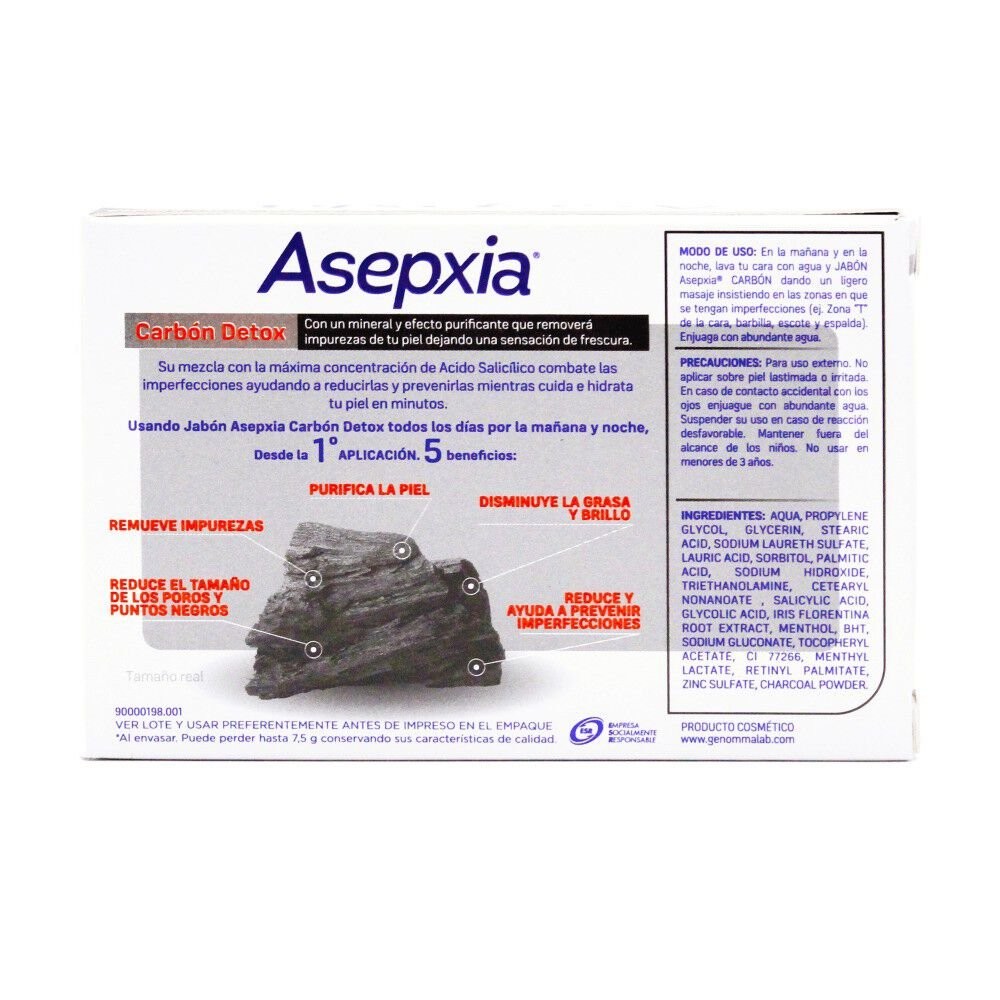 Asepxia®
Carbón Detox
Con un mineral y efecto purificante que removerá
impurezas de tu piel dejando una sensación de frescura.
Su mezcla con la máxima concentración de Acido Salicílico combate las
imperfecciones ayudando a reducirlas y prevenirlas mientras cuida e hidrata
tu piel en minutos.
Usando Jabón Asepxia Carbón Detox todos los días por la mañana y noche,
Desde la 1° APLICACIÓN. 5 beneficios:
PURIFICA LA PIEL
DISMINUYE LA GRASA
Y BRILLO
REMUEVE IMPUREZAS
REDUCE EL TAMAÑO
DE LOS POROS Y
PUNTOS NEGROS
REDUCE Y
AYUDA A PREVENIR
IMPERFECCIONES
Tamaño real
90000198.001
VER LOTE Y USAR PREFERENTEMENTE ANTES DE IMPRESO EN EL EMPAQUE
*Al envasar. Puede perder hasta 7,5 g conservando sus características de calidad.
ESR
EMPRESA
SOCIALMENTE
RESPONSABLE
MODO DE USO: En la mañana y en la
noche, lava tu cara con agua y JABÓN
Asepxia® CARBÓN dando un ligero
masaje insistiendo en las zonas en que
se tengan imperfecciones (ej. Zona "T"
de la cara, barbilla, escote y espalda).
Enjuaga con abundante agua.
PRECAUCIONES: Para uso externo. No
aplicar sobre piel lastimada o irritada.
En caso de contacto accidental con los
ojos enjuague con abundante agua.
Suspender su uso en caso de reacción
desfavorable. Mantener fuera del
alcance de los niños. No usar en
menores de 3 años.
INGREDIENTES: AQUA, PROPYLENE
GLYCOL, GLYCERIN, STEARIC
ACID, SODIUM LAURETH SULFATE,
LAURIC ACID, SORBITOL, PALMITIC
ACID, SODIUM HIDROXIDE,
TRIETHANOLAMINE, CETEARYL
NONANOATE , SALICYLIC ACID,
GLYCOLIC ACID, IRIS FLORENTINA
ROOT EXTRACT, MENTHOL, BHT,
SODIUM GLUCONATE, TOCOPHERYL
ACETATE, CI 77266, MENTHYL
LACTATE, RETINYL PALMITATE,
ZINC SULFATE, CHARCOAL POWDER.
PRODUCTO COSMÉTICO
www.genommalab.com